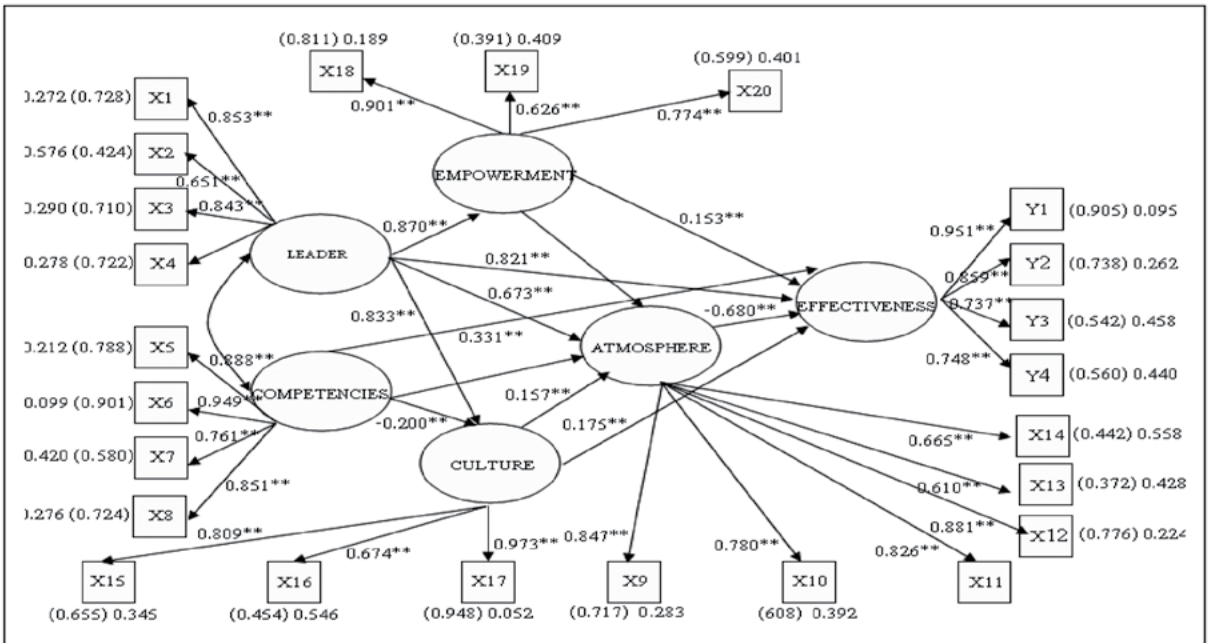 (0.811) 0.189
(0.391) 0.409
(0.599) 0.401
X18
X19
X20
0.901**
0.626**
0.774**
0.272 (0.728)
X1
0.853**
0.576 (0.424)
X2
0.651**
0.290 (0.710)
X3
0.843**
0.278 (0.722)
X4
LEADER
EMPOWERMENT
0.870**
0.153**
0.821**
0.673**
0.833**
-0.680**
0.331**
EFFECTIVENESS
0.951**
Y1 (0.905) 0.095
0.859**
Y2 (0.738) 0.262
0.737**
Y3 (0.542) 0.458
0.748**
Y4 (0.560) 0.440
ATMOSPHERE
0.212 (0.788)
X5
0.888**
.099 (0.901)
X6
0.949**
.420 (0.580)
X7
0.761**
.276 (0.724)
X8
0.851**
COMPETENCIES
-0.200**
0.157**
0.175**
CULTURE
0.665**
X14 (0.442) 0.558
0.610**
X13 (0.372) 0.428
0.881**
X12 (0.776) 0.224
0.826**
0.809**
0.674**
0.973**
0.847**
0.780**
X15
X16
X17
X9
X10
X11
(0.655) 0.345
(0.454) 0.546
(0.948) 0.052
(0.717) 0.283
(608) 0.392